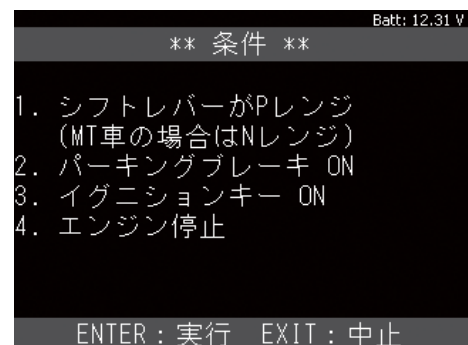 Batt: 12.31 V
** 条件 **
1. シフトレバーがPレンジ
(MT車の場合はNレンジ)
2. パーキングブレーキ ON
3. イグニションキー ON
4. エンジン停止
ENTER：実行 EXIT：中止